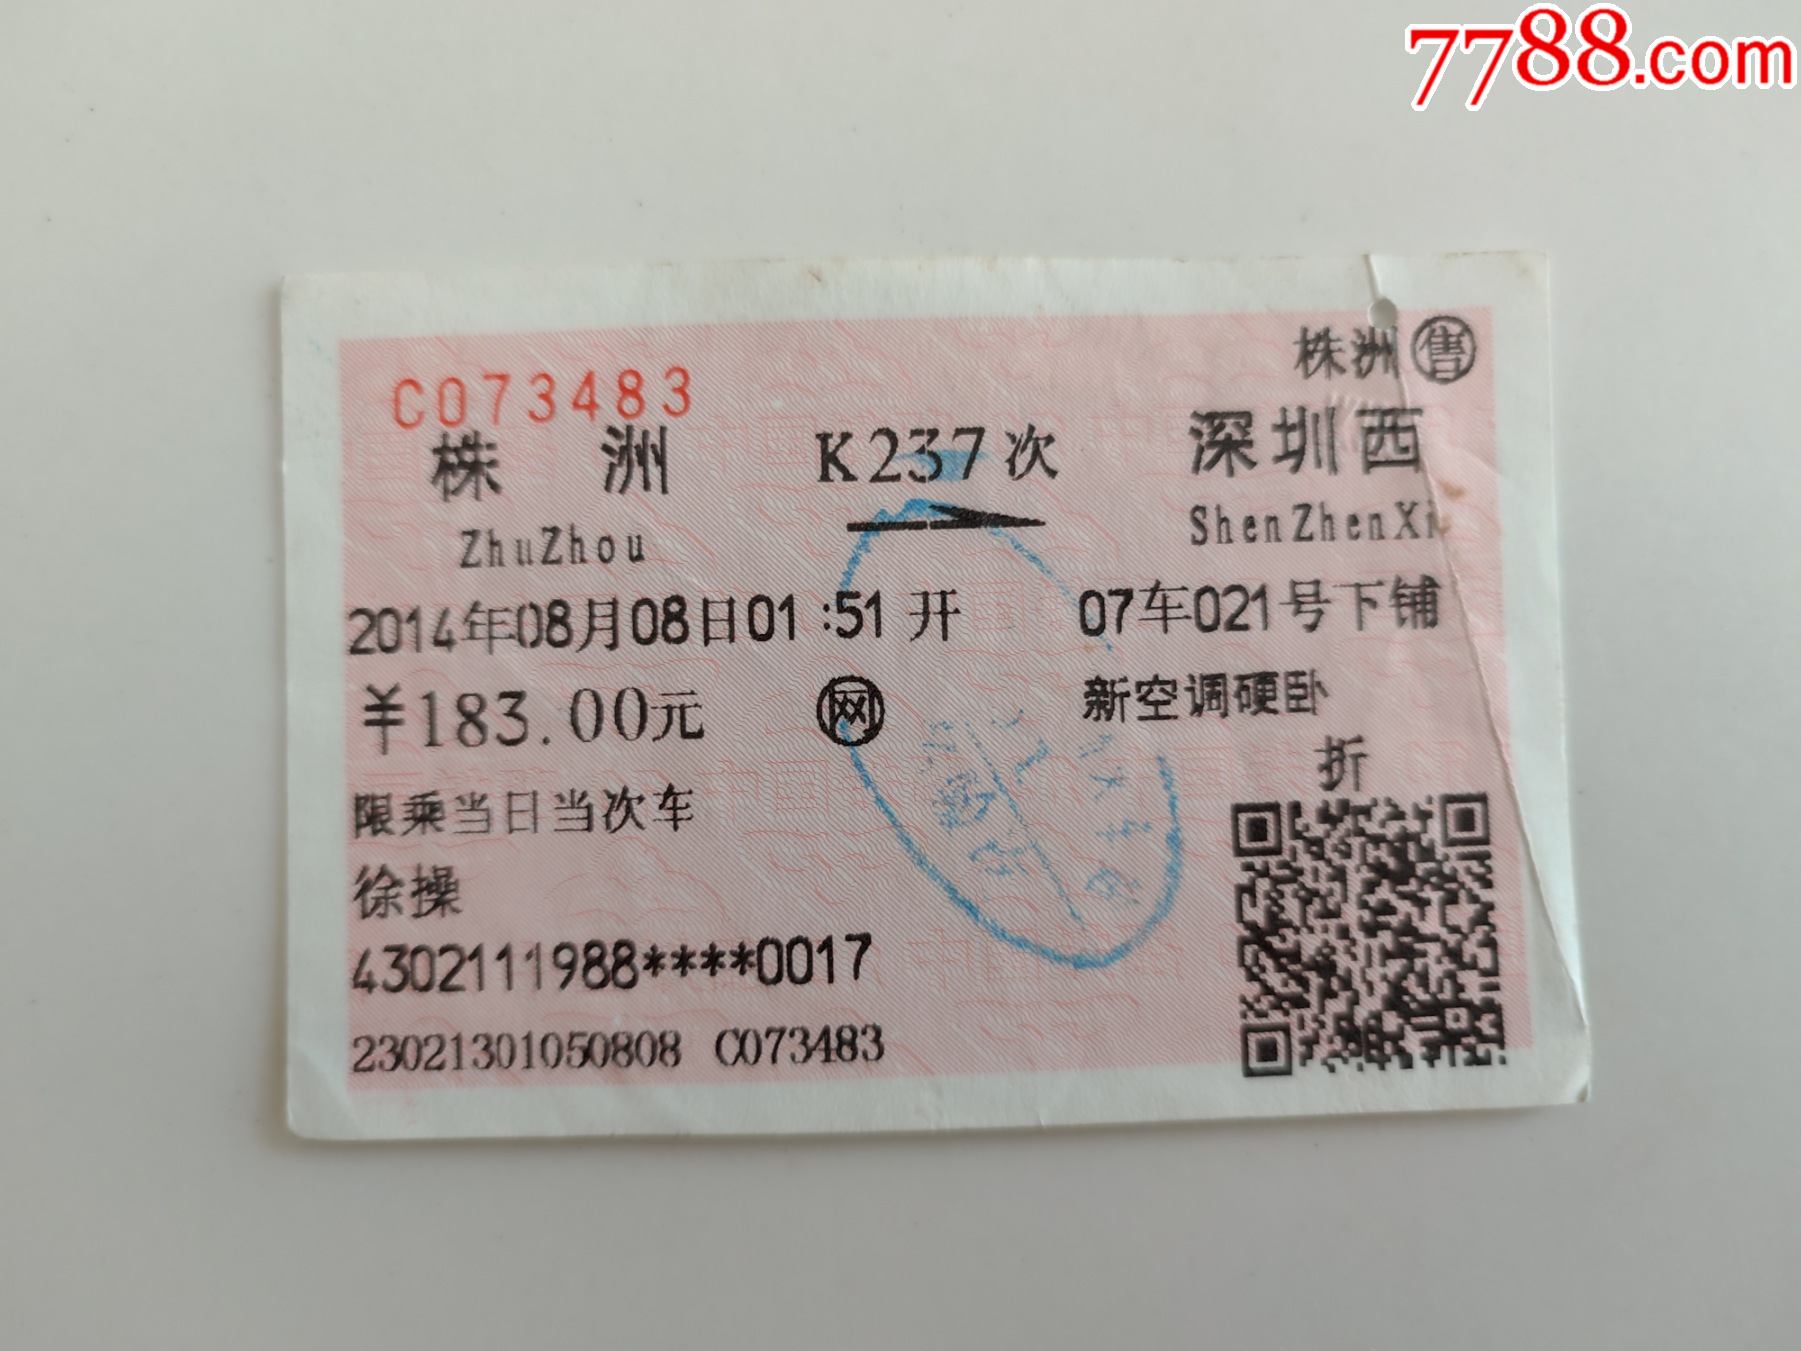 7788.com
株洲售
C073483
株洲 K237次 深圳西
ZhuZhou ShenZhenXi
2014年08月08日01:51开 07车021号下铺
¥183.00元 网 新空调硬卧
折
限乘当日当次车
徐操
4302111988****0017
23021301050808 C073483